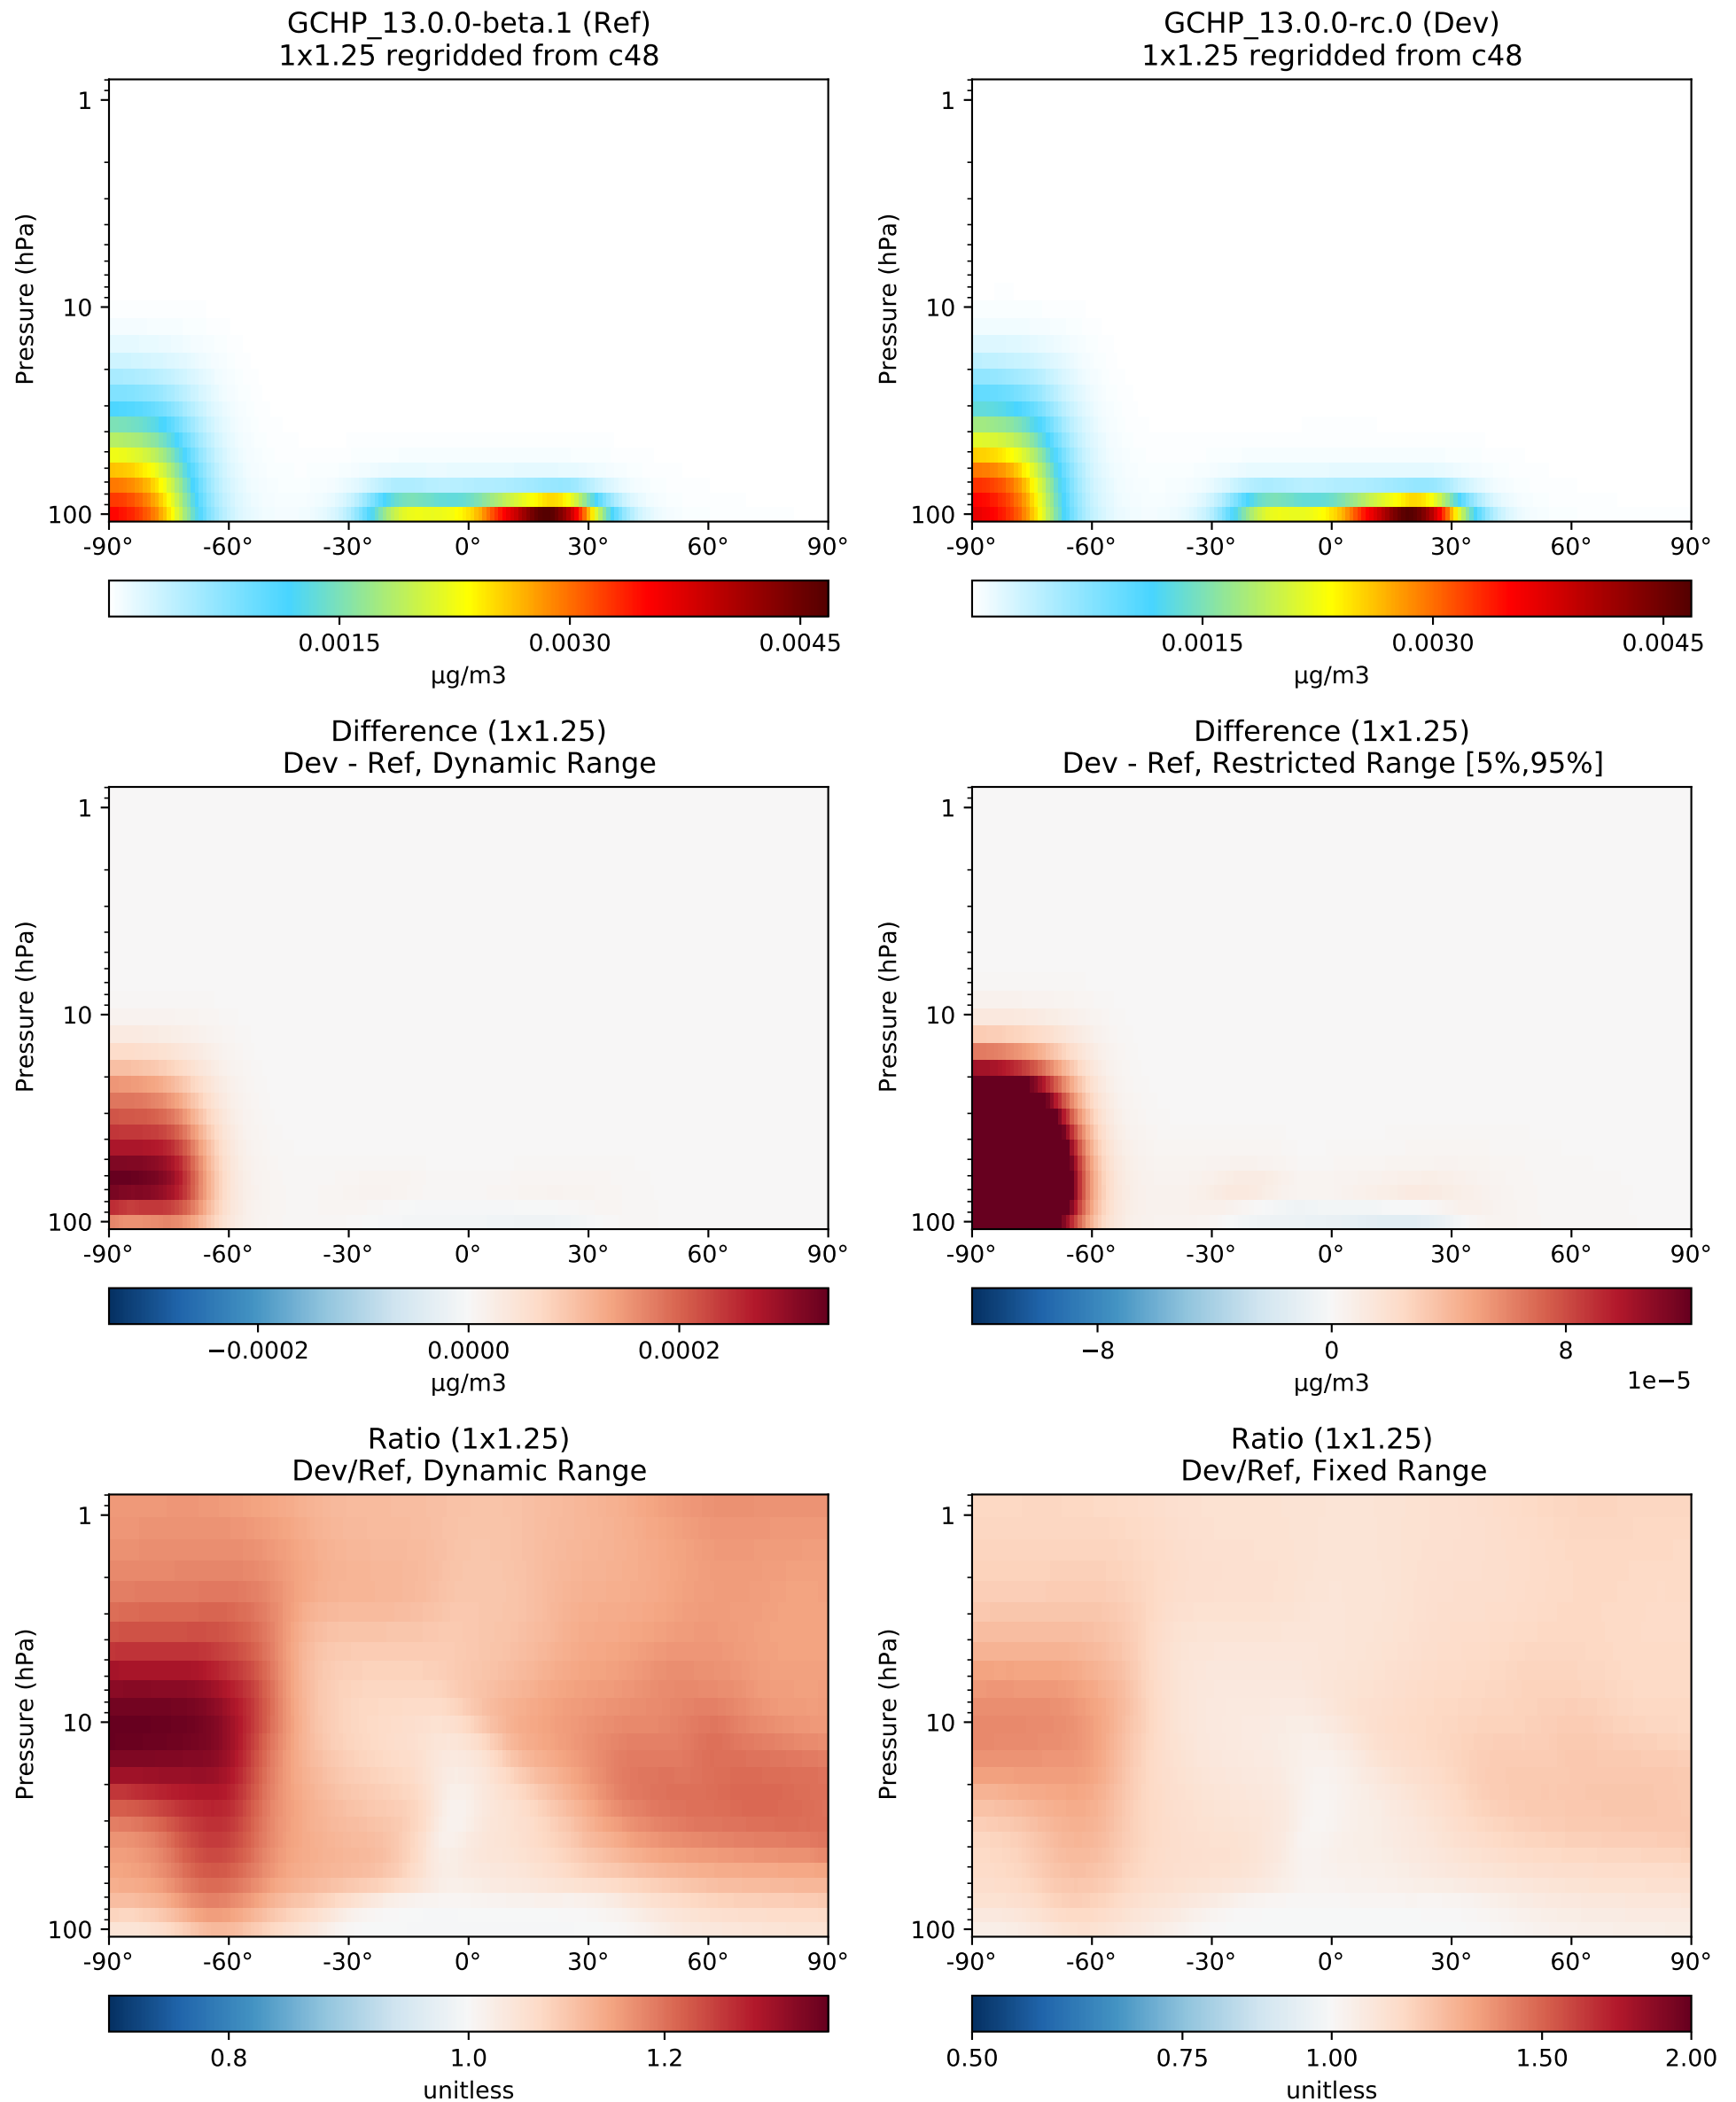 GCHP_13.0.0-beta.1 (Ref)
1x1.25 regridded from c48
Pressure (hPa)
1
10
100
-90° -60° -30° 0° 30° 60° 90°
0.0015 0.0030 0.0045
μg/m3
GCHP_13.0.0-rc.0 (Dev)
1x1.25 regridded from c48
Pressure (hPa)
1
10
100
-90° -60° -30° 0° 30° 60° 90°
0.0015 0.0030 0.0045
μg/m3
Difference (1x1.25)
Dev - Ref, Dynamic Range
Pressure (hPa)
1
10
100
-90° -60° -30° 0° 30° 60° 90°
−0.0002 0.0000 0.0002
μg/m3
Difference (1x1.25)
Dev - Ref, Restricted Range [5%,95%]
Pressure (hPa)
1
10
100
-90° -60° -30° 0° 30° 60° 90°
−8 0 8
μg/m3
1e−5
Ratio (1x1.25)
Dev/Ref, Dynamic Range
Pressure (hPa)
1
10
100
-90° -60° -30° 0° 30° 60° 90°
0.8 1.0 1.2
unitless
Ratio (1x1.25)
Dev/Ref, Fixed Range
Pressure (hPa)
1
10
100
-90° -60° -30° 0° 30° 60° 90°
0.50 0.75 1.00 1.50 2.00
unitless